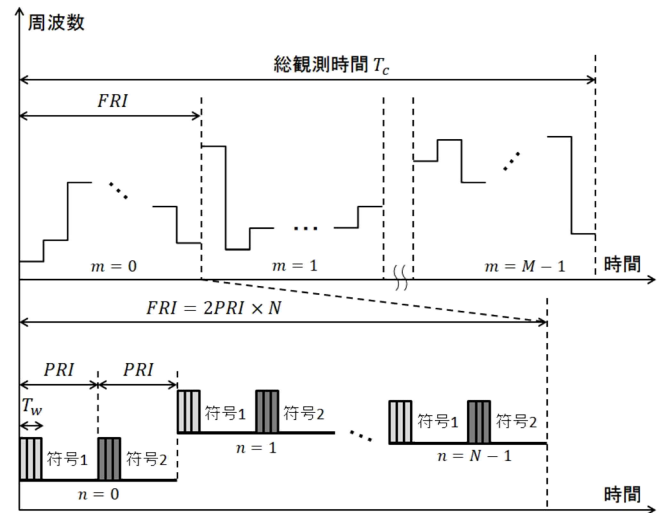 周波数
総観測時間 $T_c$
$FRI$
$m = 0$
$m = 1$
$m = M - 1$
時間
$FRI = 2PRI \times N$
$PRI$
$PRI$
$T_w$
符号1
符号2
$n = 0$
符号1
符号2
$n = 1$
符号1
符号2
$n = N - 1$
時間